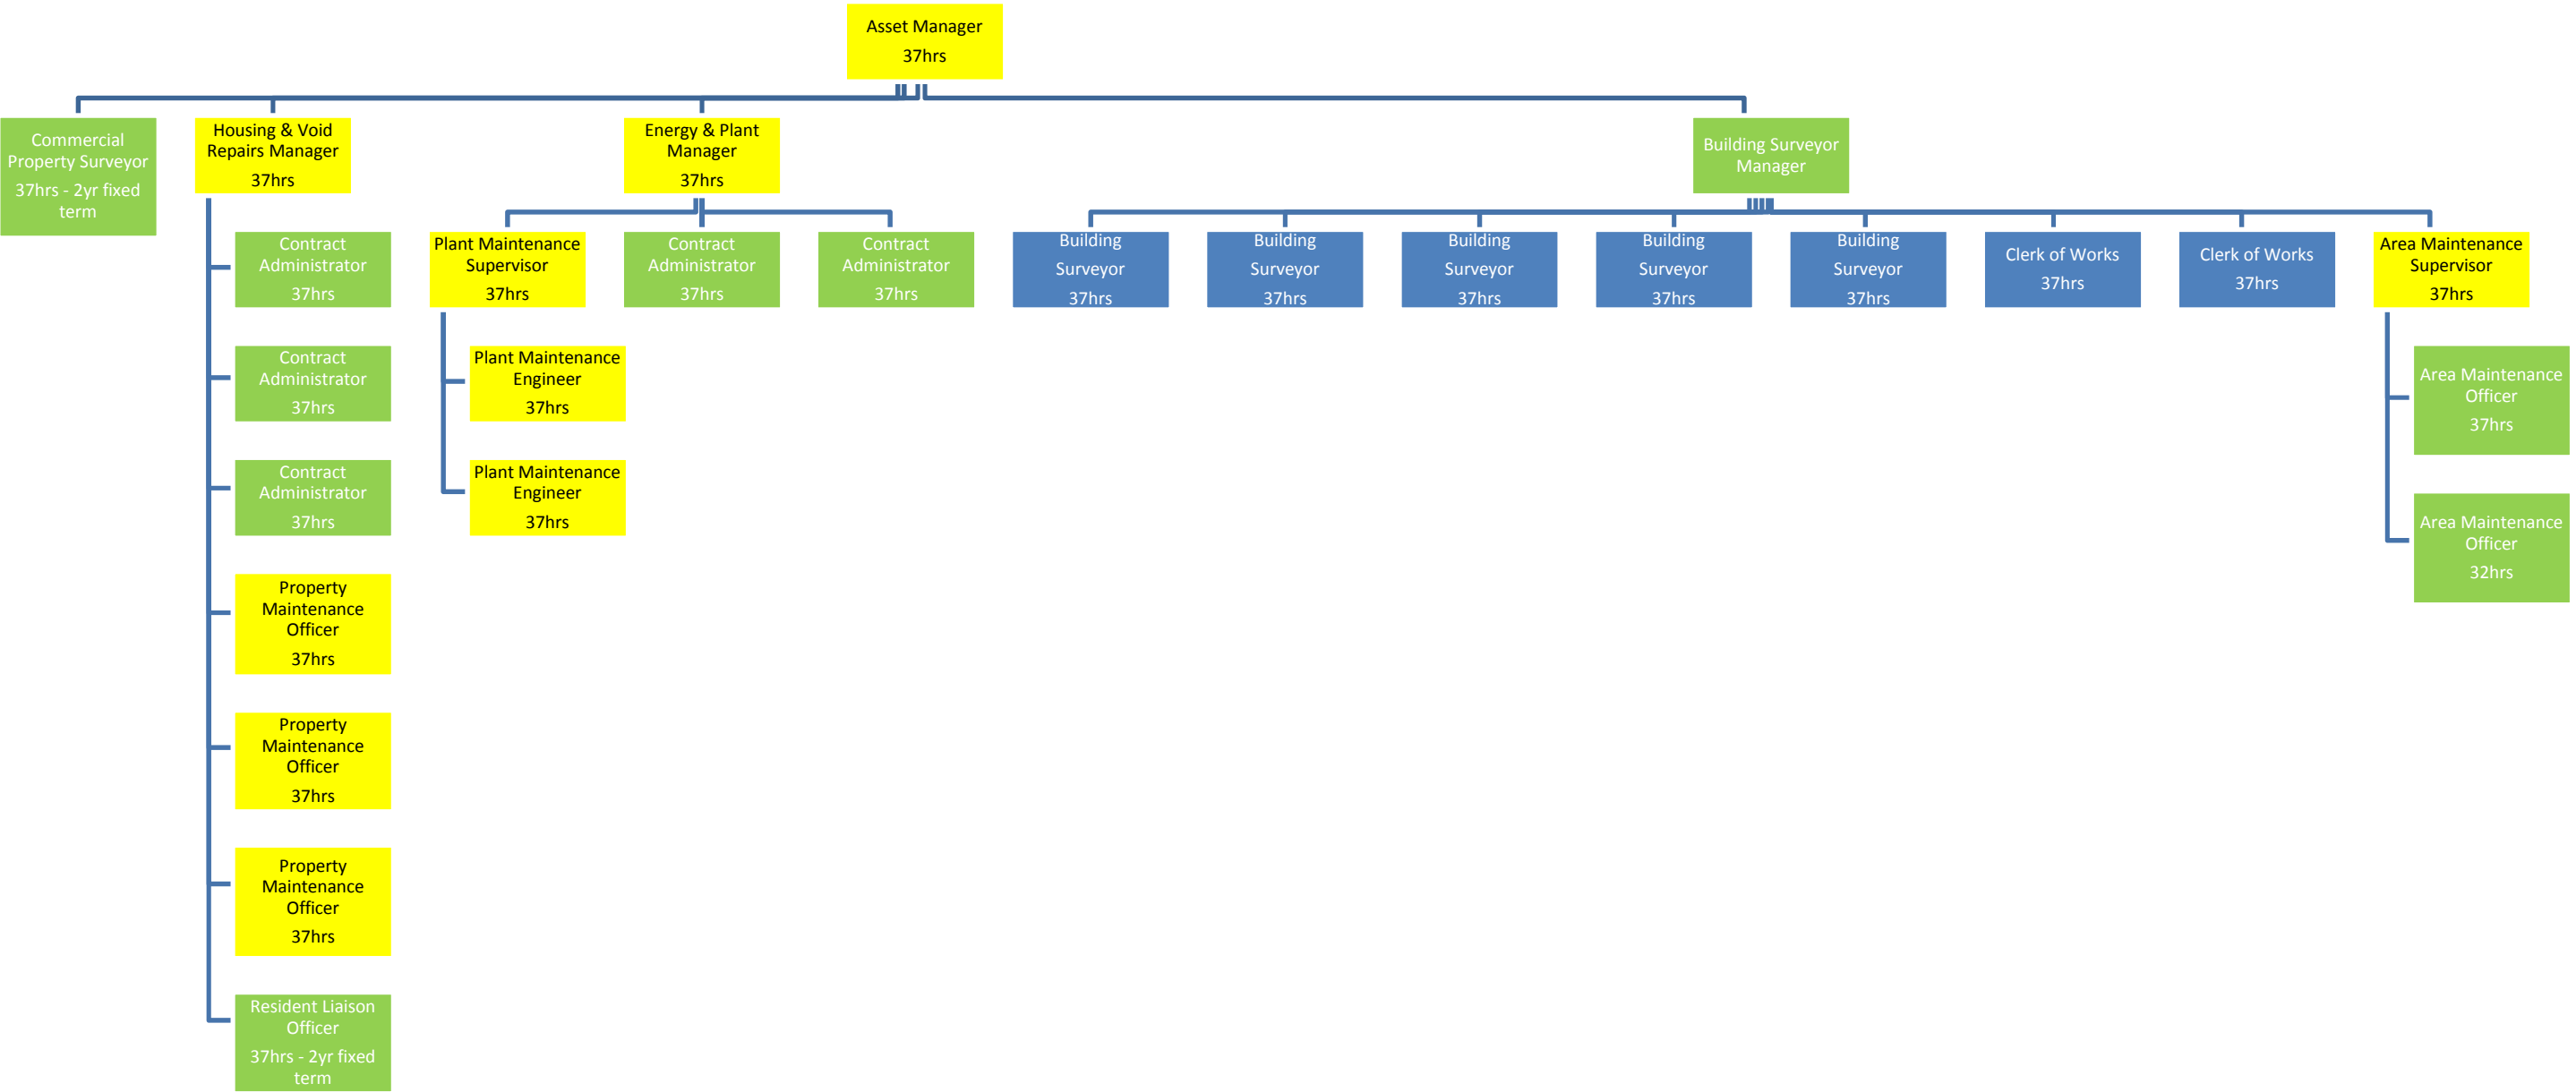 Asset Manager
37hrs
Commercial
Property Surveyor
37hrs - 2yr fixed
term
Housing & Void
Repairs Manager
37hrs
Energy & Plant
Manager
37hrs
Building Surveyor
Manager
Contract
Administrator
37hrs
Contract
Administrator
37hrs
Contract
Administrator
37hrs
Property
Maintenance
Officer
37hrs
Property
Maintenance
Officer
37hrs
Property
Maintenance
Officer
37hrs
Resident Liaison
Officer
37hrs - 2yr fixed
term
Plant Maintenance
Supervisor
37hrs
Plant Maintenance
Engineer
37hrs
Plant Maintenance
Engineer
37hrs
Contract
Administrator
37hrs
Contract
Administrator
37hrs
Building
Surveyor
37hrs
Building
Surveyor
37hrs
Building
Surveyor
37hrs
Building
Surveyor
37hrs
Building
Surveyor
37hrs
Clerk of Works
37hrs
Clerk of Works
37hrs
Area Maintenance
Supervisor
37hrs
Area Maintenance
Officer
37hrs
Area Maintenance
Officer
32hrs